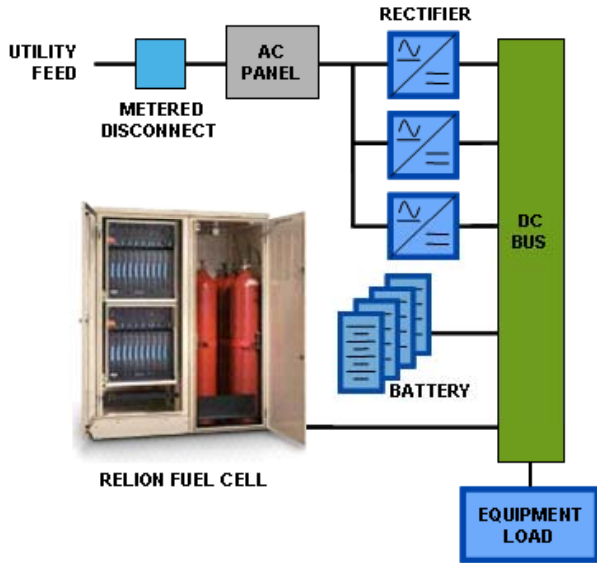 RECTIFIER
UTILITY
FEED
AC
PANEL
METERED
DISCONNECT
DC
BUS
BATTERY
RELION FUEL CELL
EQUIPMENT
LOAD